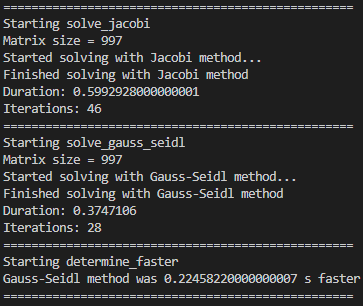 ==================================================
Starting solve_jacobi
Matrix size = 997
Started solving with Jacobi method...
Finished solving with Jacobi method
Duration: 0.5992928000000001
Iterations: 46
==================================================
Starting solve_gauss_seidl
Matrix size = 997
Started solving with Gauss-Seidl method...
Finished solving with Gauss-Seidl method
Duration: 0.3747106
Iterations: 28
==================================================
Starting determine_faster
Gauss-Seidl method was 0.22458220000000007 s faster
==================================================